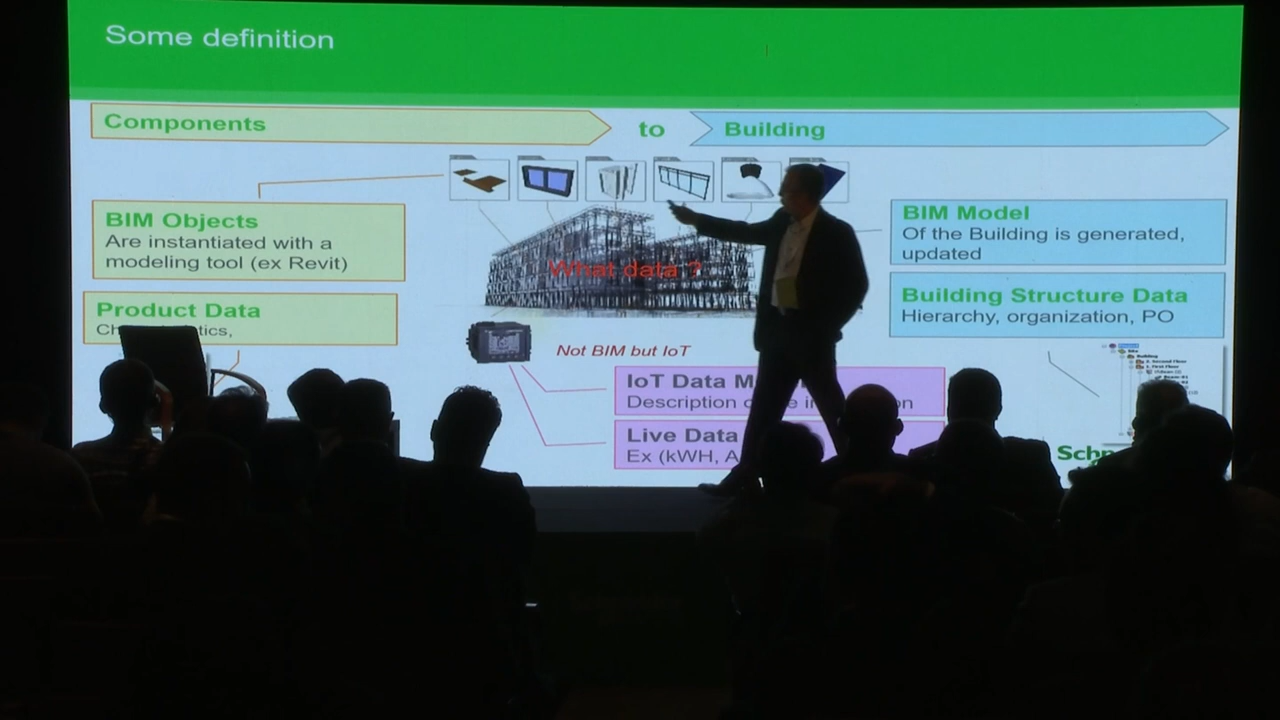 Some definition
Components
to
Building
BIM Objects
Are instantiated with a
modeling tool (ex Revit)
Product Data
What data ?
BIM Model
Of the Building is generated,
updated
Building Structure Data
Hierarchy, organization, PO
Not BIM but IoT
IoT Data
Description
Live Data
Ex (kWH,